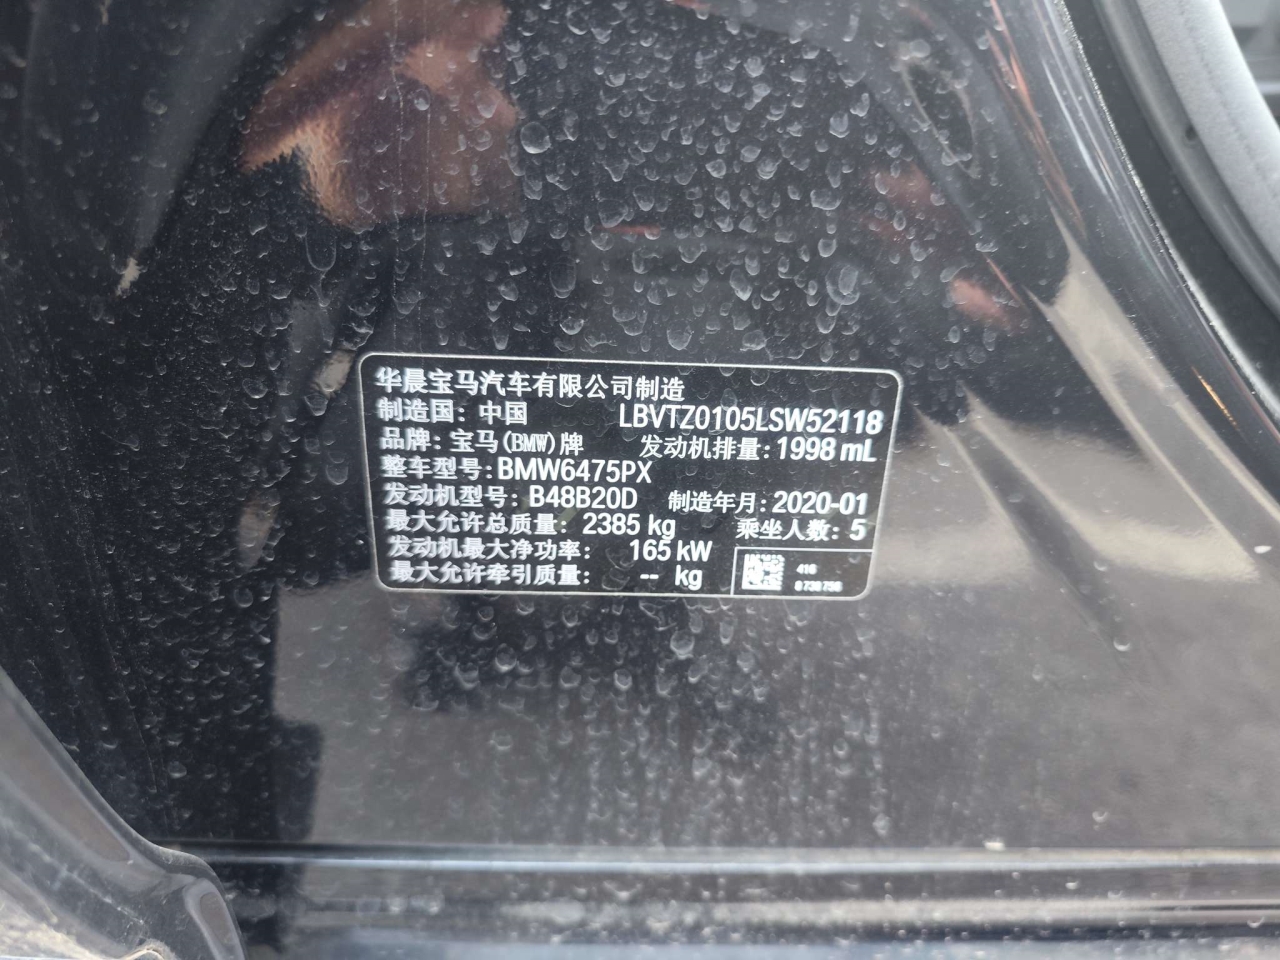 华晨宝马汽车有限公司制造
制造国: 中国 LBVTZ0105LSW52118
品牌: 宝马(BMW)牌 发动机排量: 1998 mL
整车型号: BMW6475PX
发动机型号: B48B20D 制造年月: 2020-01
最大允许总质量: 2385 kg 乘坐人数: 5
发动机最大净功率: 165 kW
最大允许牵引质量: -- kg
416